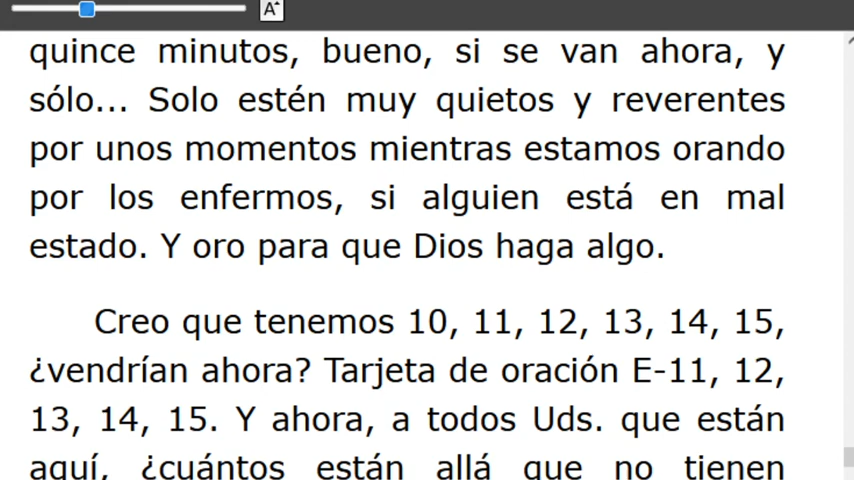 A
quince minutos, bueno, si se van ahora, y
sólo... Solo estén muy quietos y reverentes
por unos momentos mientras estamos orando
por los enfermos, si alguien está en mal
estado. Y oro para que Dios haga algo.
Creo que tenemos 10, 11, 12, 13, 14, 15,
¿vendrían ahora? Tarjeta de oración E-11, 12,
13, 14, 15. Y ahora, a todos Uds. que están
aquí, ¿cuántos están allá que no tienen